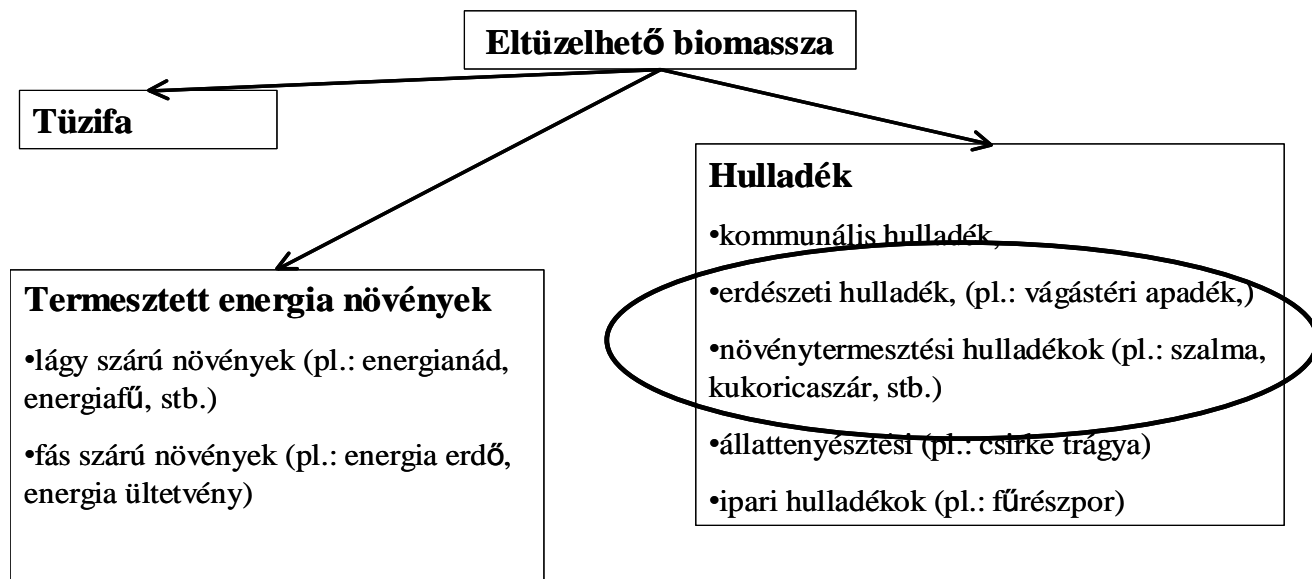 Eltüzelhető biomassza
Tüzifa
Hulladék
•kommunális hulladék,
•erdészeti hulladék, (pl.: vágástéri apadék,)
•növénytermesztési hulladékok (pl.: szalma,
kukoricaszár, stb.)
•állattenyésztési (pl.: csirke trágya)
•ipari hulladékok (pl.: fűrészpor)
Termesztett energia növények
•lágy szárú növények (pl.: energianád,
energiafű, stb.)
•fás szárú növények (pl.: energia erdő,
energia ültetvény)